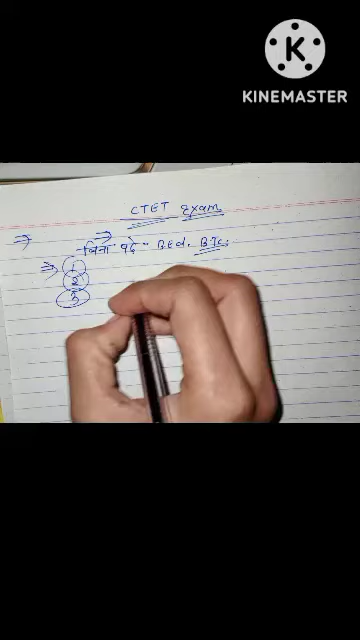 K
KINEMASTER
CTET Exam
⇒ बिना पढ़े - B.Ed. BTC.
⇒ 1
2
3